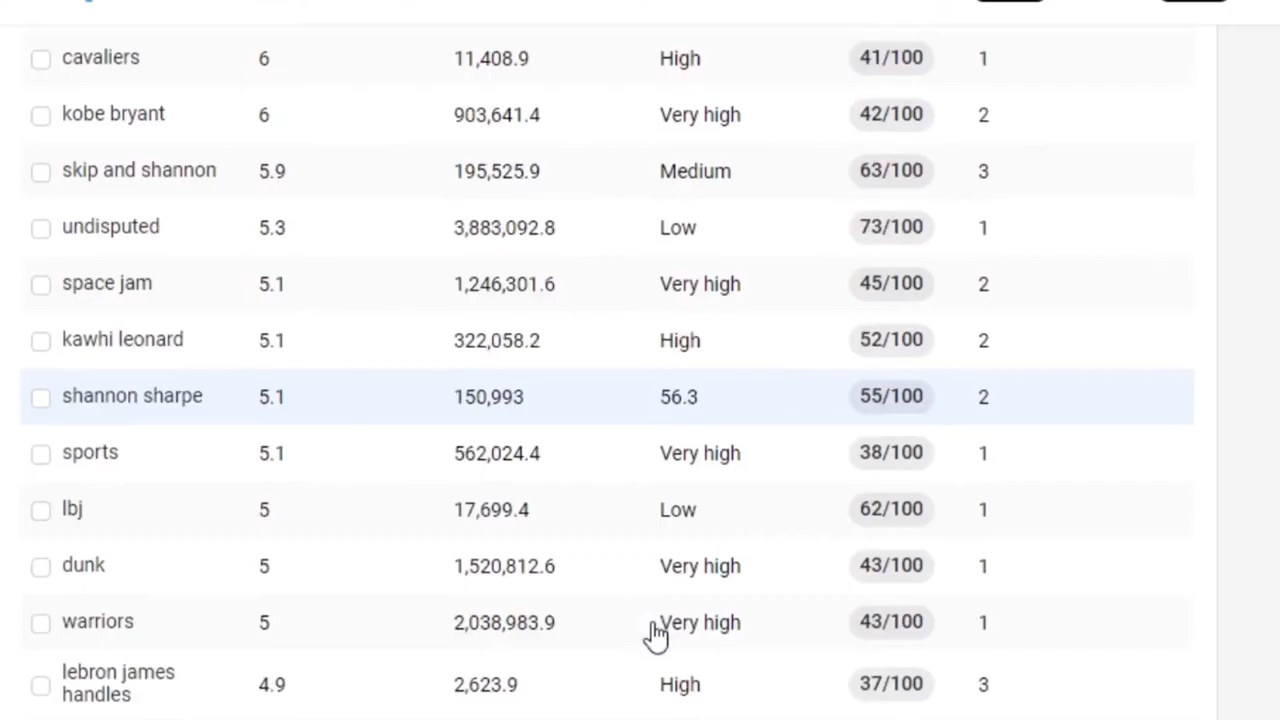 cavaliers 6 11,408.9 High 41/100 1
kobe bryant 6 903,641.4 Very high 42/100 2
skip and shannon 5.9 195,525.9 Medium 63/100 3
undisputed 5.3 3,883,092.8 Low 73/100 1
space jam 5.1 1,246,301.6 Very high 45/100 2
kawhi leonard 5.1 322,058.2 High 52/100 2
shannon sharpe 5.1 150,993 56.3 55/100 2
sports 5.1 562,024.4 Very high 38/100 1
lbj 5 17,699.4 Low 62/100 1
dunk 5 1,520,812.6 Very high 43/100 1
warriors 5 2,038,983.9 Very high 43/100 1
lebron james
handles 4.9 2,623.9 High 37/100 3